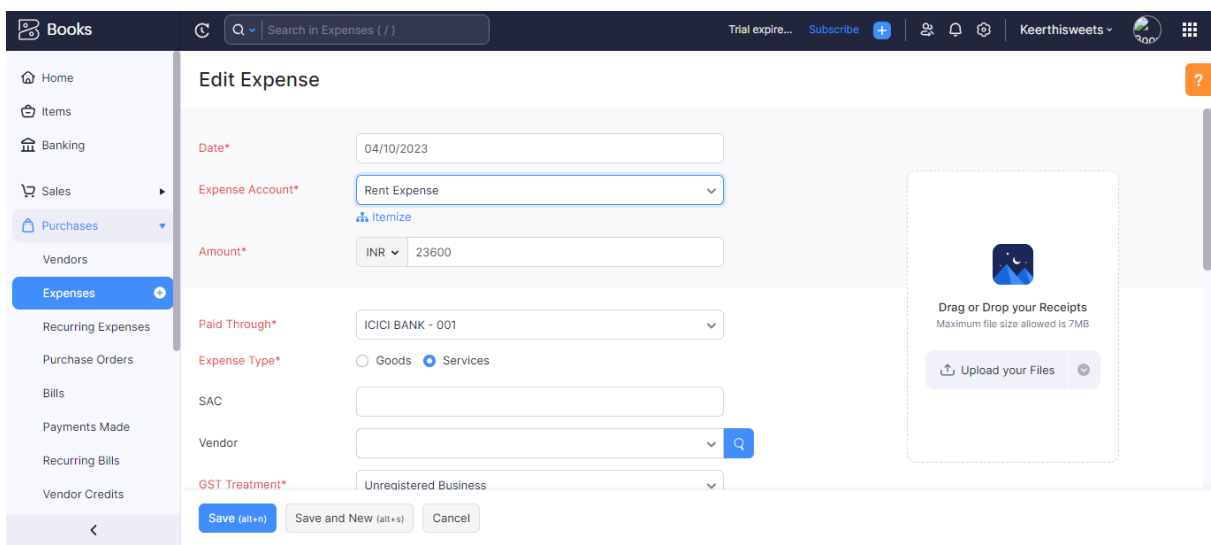 Books
Search in Expenses ( / )
Trial expire... Subscribe
Keerthisweets
Home
Items
Banking
Sales
Purchases
Vendors
Expenses
Recurring Expenses
Purchase Orders
Bills
Payments Made
Recurring Bills
Vendor Credits
Edit Expense
?
Date* 04/10/2023
Expense Account* Rent Expense
Itemize
Amount* INR 23600
Paid Through* ICICI BANK - 001
Expense Type* Goods Services
SAC
Vendor
GST Treatment* Unregistered Business
Drag or Drop your Receipts
Maximum file size allowed is 7MB
Upload your Files
Save (alt+n) Save and New (alt+s) Cancel